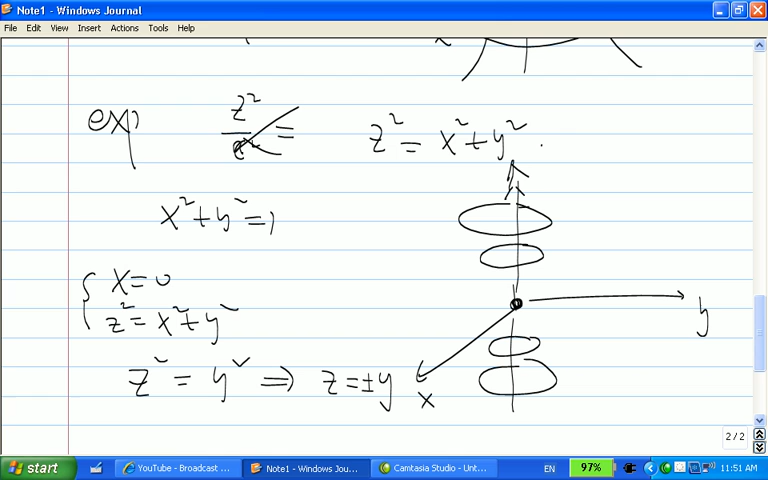 Note1 - Windows Journal
File Edit View Insert Actions Tools Help
x
exp z² = z² = x² + y².
x² + y² = 1
x = 0
z² = x² + y²
y
z² = y² ⇒ z = ±y
x
2/2
start YouTube - Broadcast ... Note1 - Windows Jou... Camtasia Studio - Unt... EN 97% 11:51 AM